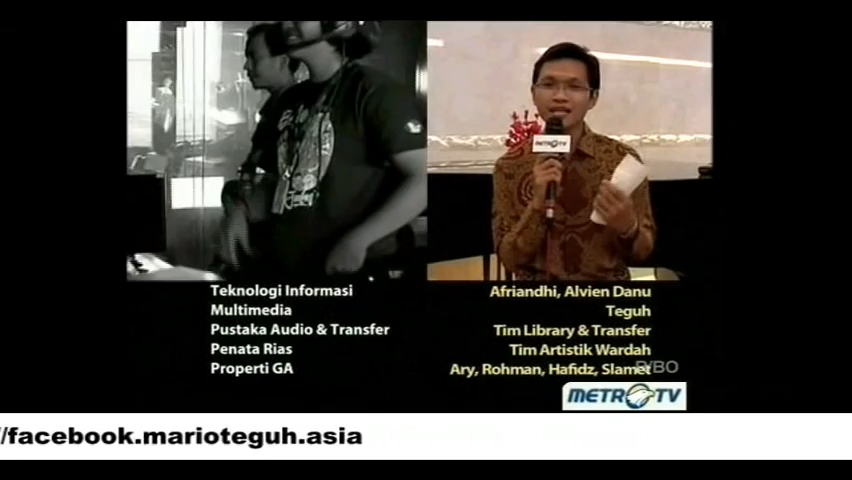 METRO TV
Teknologi Informasi
Afriandhi, Alvien Danu
Multimedia
Teguh
Pustaka Audio & Transfer
Tim Library & Transfer
Penata Rias
Tim Artistik Wardah
Properti GA
Ary, Rohman, Hafidz, Slamet
METRO TV
/facebook.marioteguh.asia